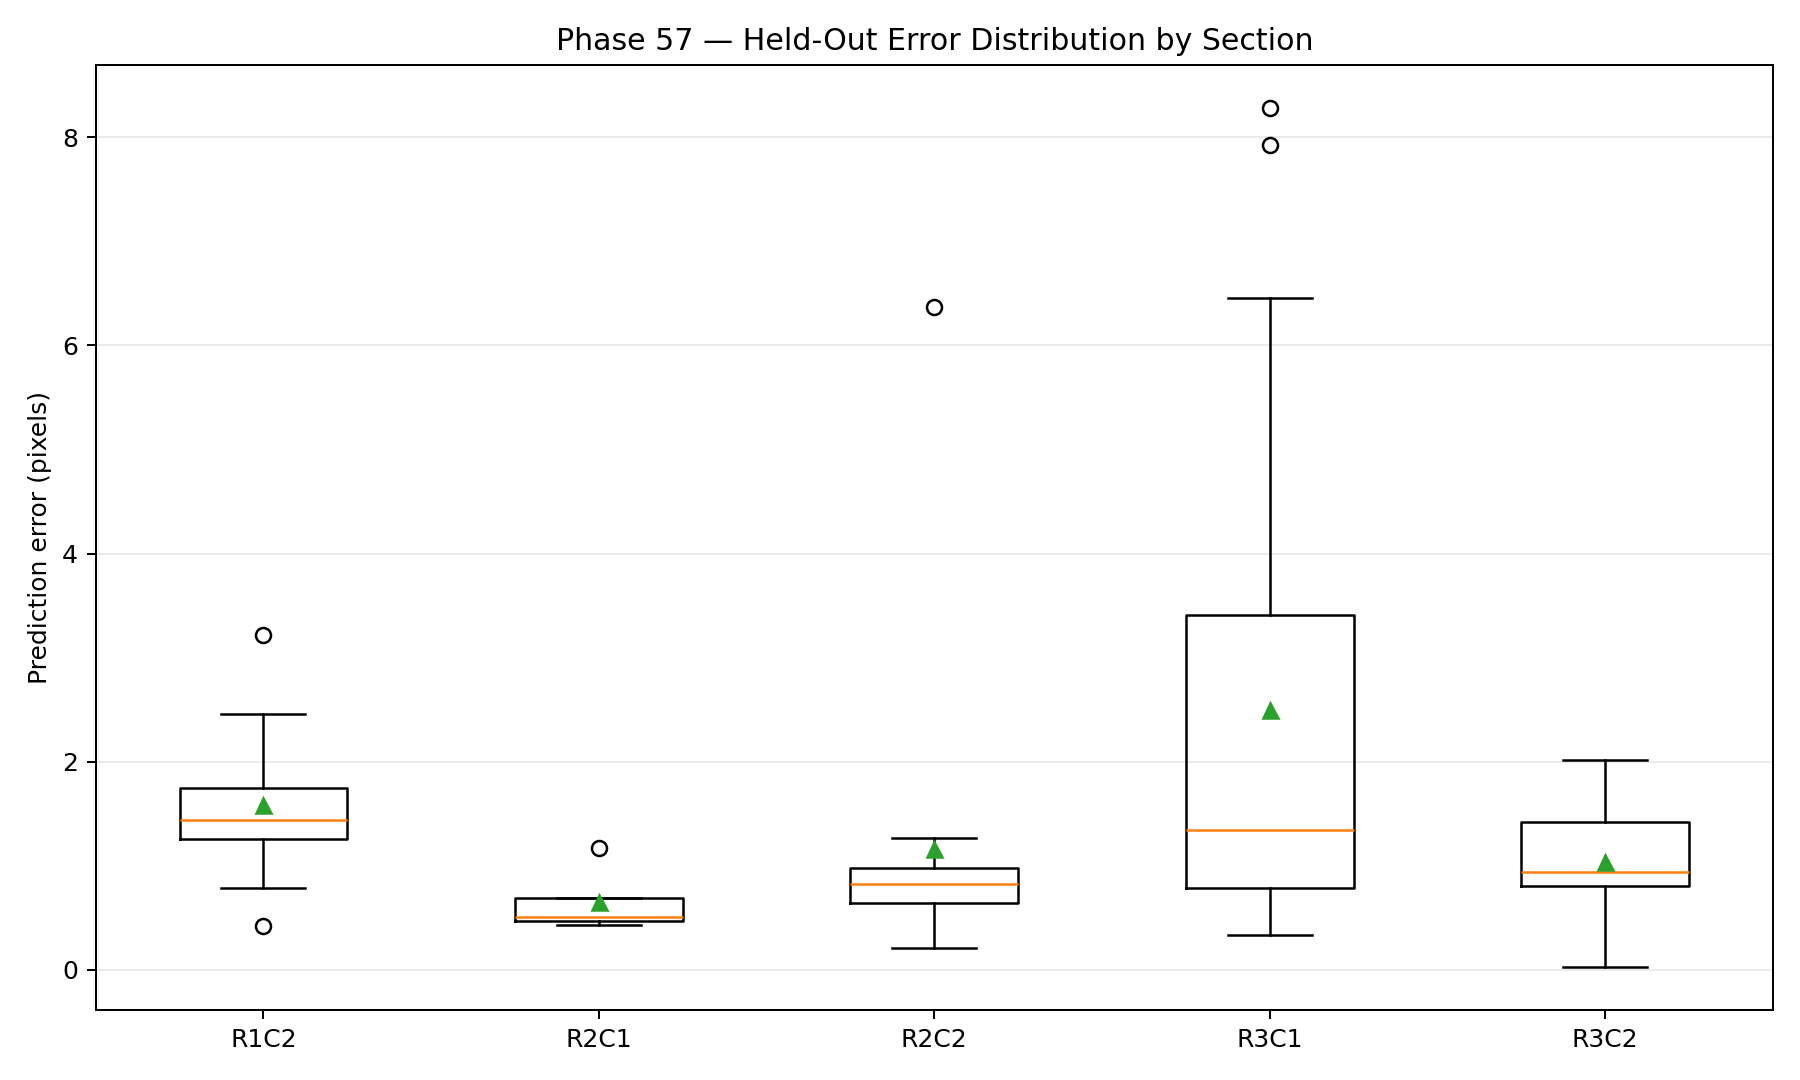 Phase 57 — Held-Out Error Distribution by Section
Prediction error (pixels)
8
6
4
2
0
R1C2 R2C1 R2C2 R3C1 R3C2